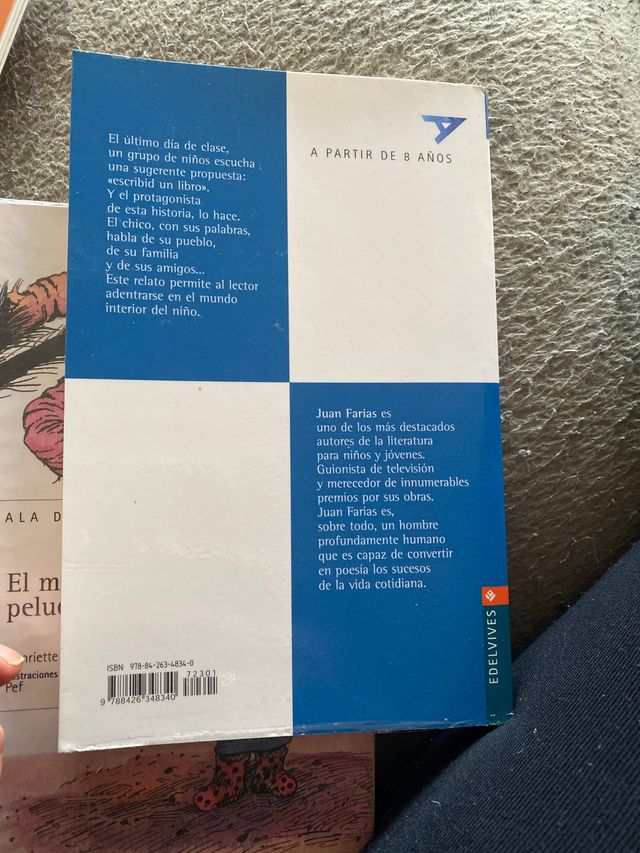 El último día de clase,
un grupo de niños escucha
una sugerente propuesta:
«escribid un libro».
Y el protagonista
de esta historia, lo hace.
El chico, con sus palabras,
habla de su pueblo,
de su familia
y de sus amigos...
Este relato permite al lector
adentrarse en el mundo
interior del niño.
A PARTIR DE 8 AÑOS
Juan Farias es
uno de los más destacados
autores de la literatura
para niños y jóvenes.
Guionista de televisión
y merecedor de innumerables
premios por sus obras.
Juan Farias es,
sobre todo, un hombre
profundamente humano
que es capaz de convertir
en poesía los sucesos
de la vida cotidiana.
EDELVIVES
ISBN: 978-84-263-4834-0
72301
9 788426 348340
ALA D
El m
pelu
riette
straciones
Pef